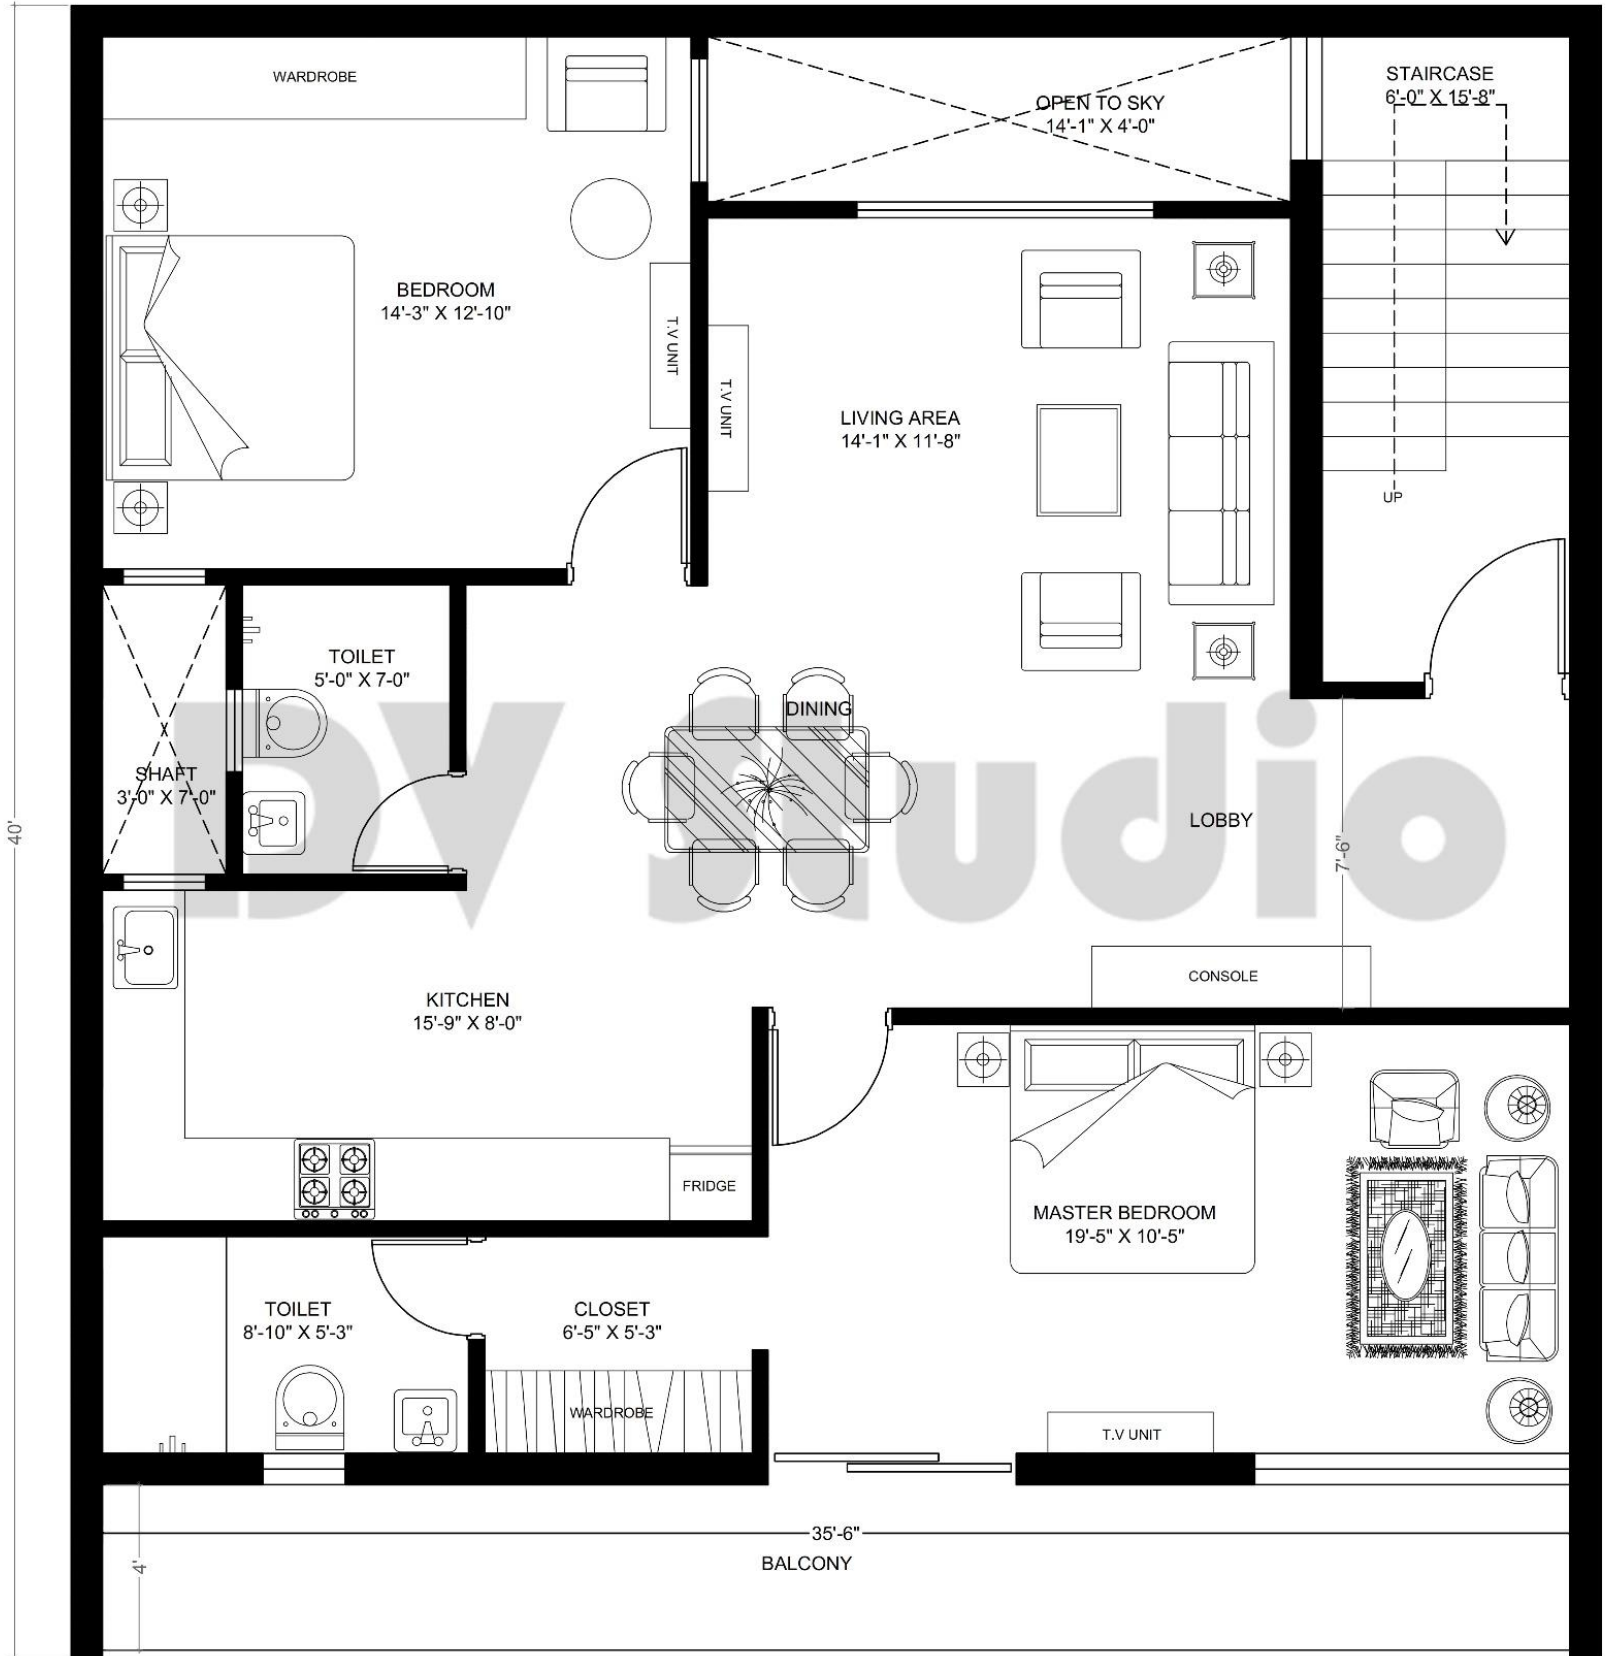 WARDROBE
STAIRCASE
6'-0" X 15'-8"
OPEN TO SKY
14'-1" X 4'-0"
BEDROOM
14'-3" X 12'-10"
T.V UNIT
T.V UNIT
LIVING AREA
14'-1" X 11'-8"
UP
TOILET
5'-0" X 7'-0"
DINING
SHAFT
3'-0" X 7'-0"
DV Studio
LOBBY
40'
7'-6"
CONSOLE
KITCHEN
15'-9" X 8'-0"
FRIDGE
MASTER BEDROOM
19'-5" X 10'-5"
TOILET
8'-10" X 5'-3"
CLOSET
6'-5" X 5'-3"
WARDROBE
T.V UNIT
35'-6"
BALCONY
4'